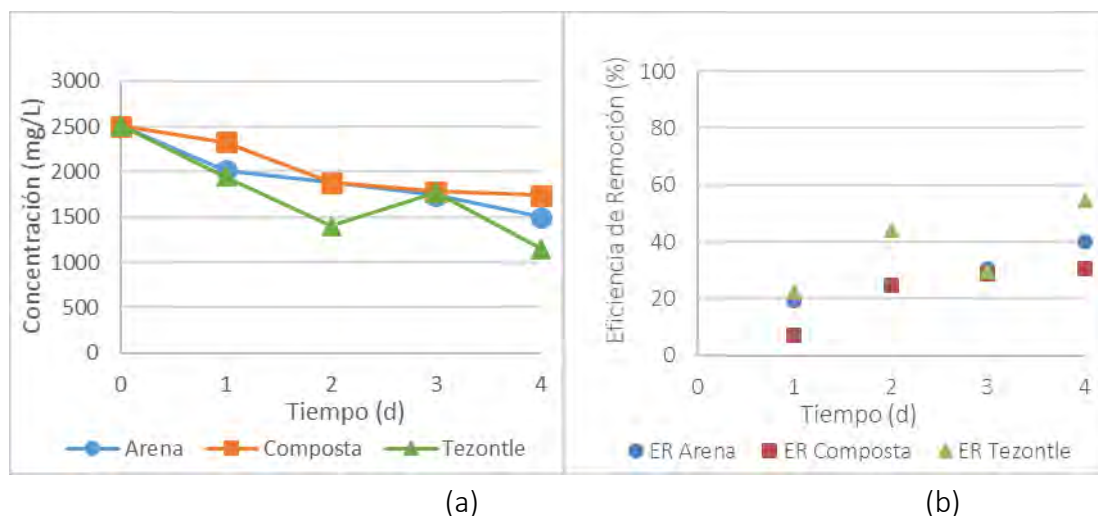 Concentración (mg/L)
3000
2500
2000
1500
1000
500
0
0 1 2 3 4
Tiempo (d)
Arena Composta Tezontle
(a)
Eficiencia de Remoción (%)
100
80
60
40
20
0
0 1 2 3 4
Tiempo (d)
ER Arena ER Composta ER Tezontle
(b)